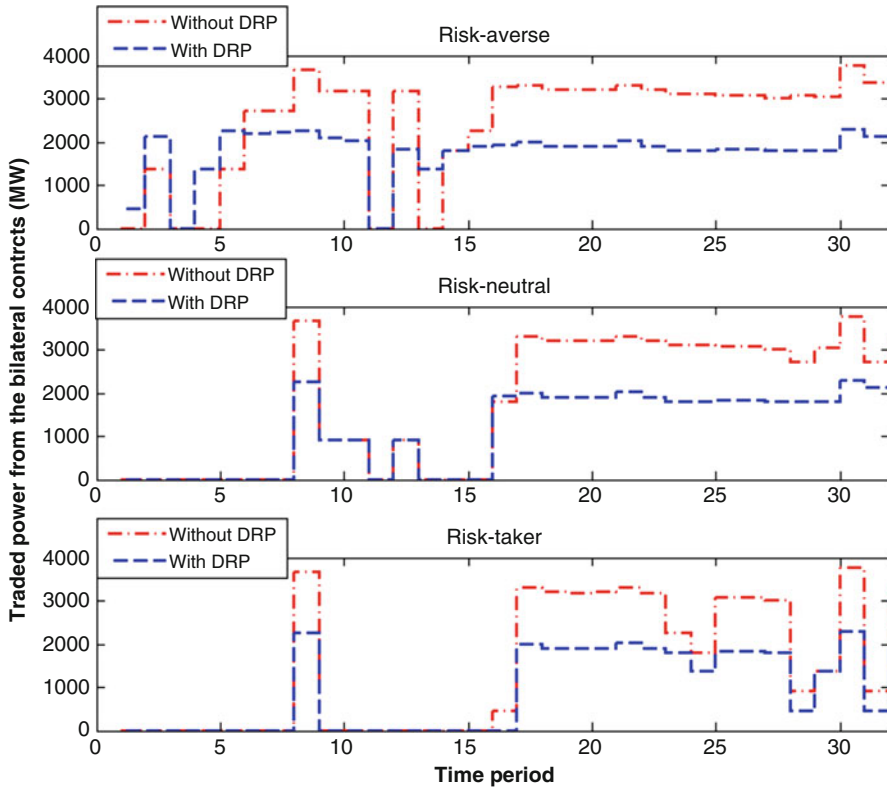 Without DRP
With DRP
Risk-averse
4000
3000
2000
1000
0
0 5 10 15 20 25 30
Without DRP
With DRP
Risk-neutral
4000
3000
2000
1000
0
0 5 10 15 20 25 30
Without DRP
With DRP
Risk-taker
4000
3000
2000
1000
0
0 5 10 15 20 25 30
Time period
Traded power from the bilateral contrcts (MW)